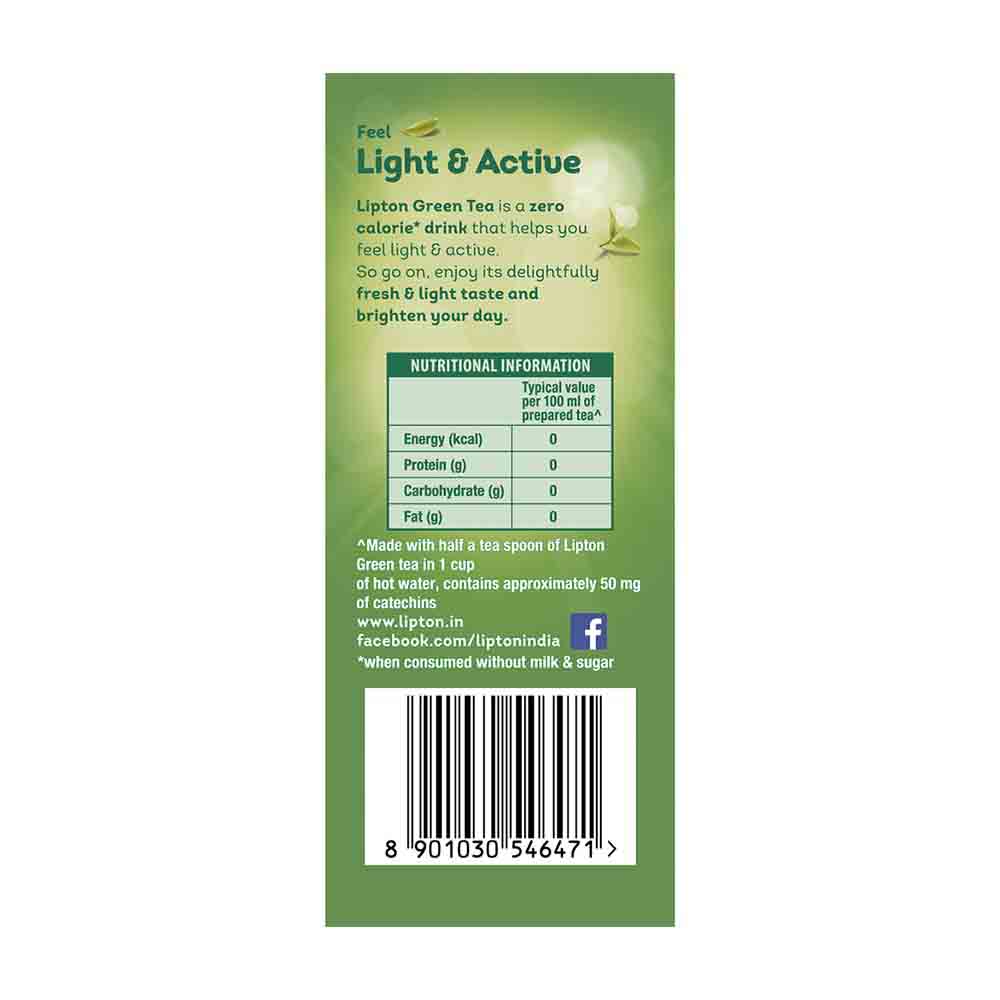 Feel
Light & Active
Lipton Green Tea is a zero
calorie* drink that helps you
feel light & active.
So go on, enjoy its delightfully
fresh & light taste and
brighten your day.
NUTRITIONAL INFORMATION
Typical value
per 100 ml of
prepared tea^
Energy (kcal) 0
Protein (g) 0
Carbohydrate (g) 0
Fat (g) 0
^Made with half a tea spoon of Lipton
Green tea in 1 cup
of hot water, contains approximately 50 mg
of catechins
www.lipton.in
facebook.com/liptonindia f
*when consumed without milk & sugar
8 901030 546471 >